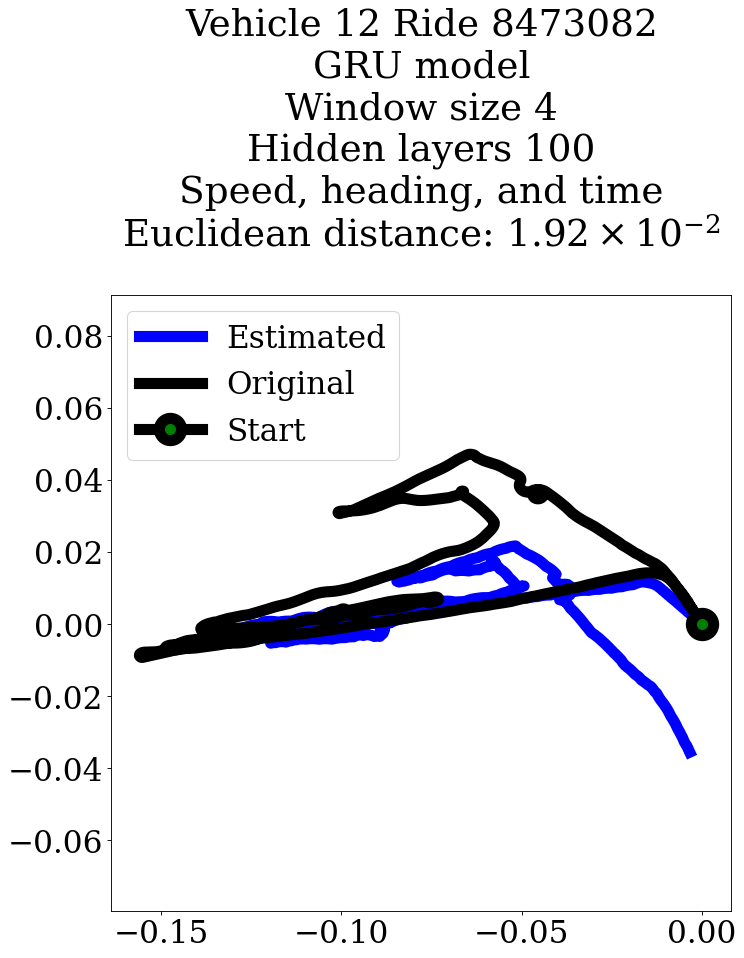 Vehicle 12 Ride 8473082
GRU model
Window size 4
Hidden layers 100
Speed, heading, and time
Euclidean distance: 1.92 × 10⁻²
Estimated
Original
Start
0.08
0.06
0.04
0.02
0.00
−0.02
−0.04
−0.06
−0.15 −0.10 −0.05 0.00